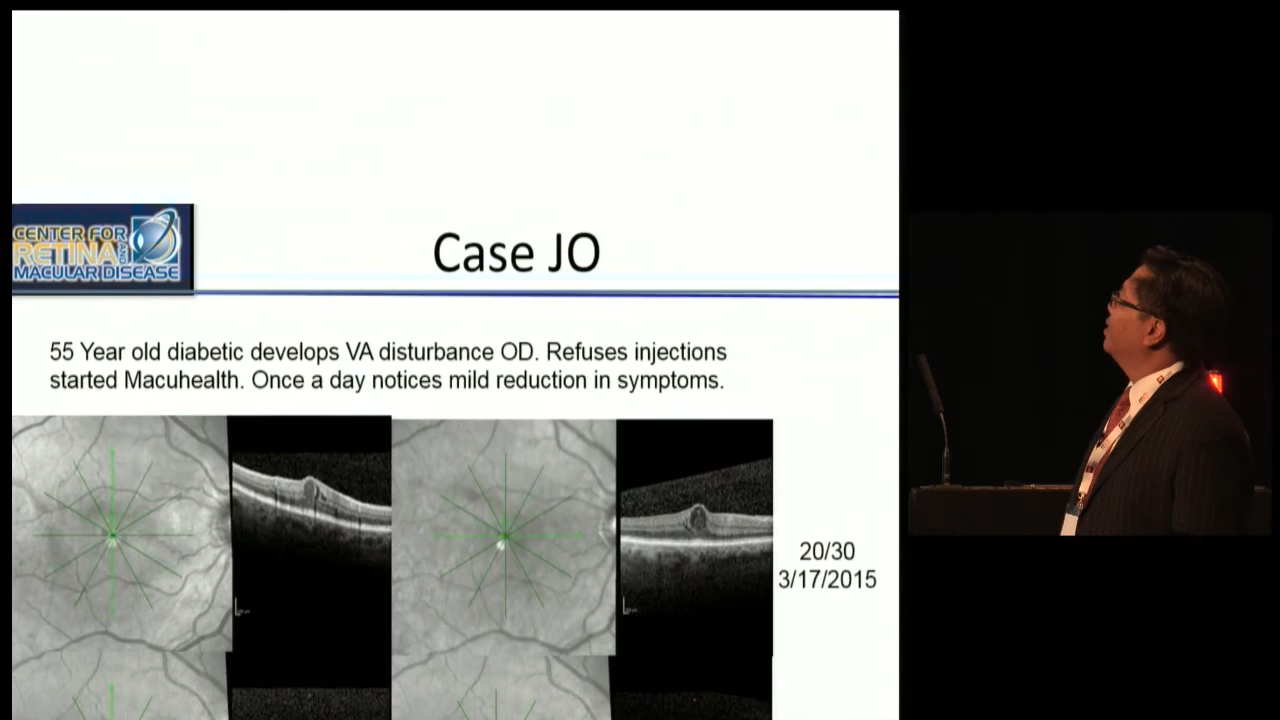 CENTER FOR
RETINA AND
MACULAR DISEASE
Case JO
55 Year old diabetic develops VA disturbance OD. Refuses injections
started Macuhealth. Once a day notices mild reduction in symptoms.
20/30
3/17/2015